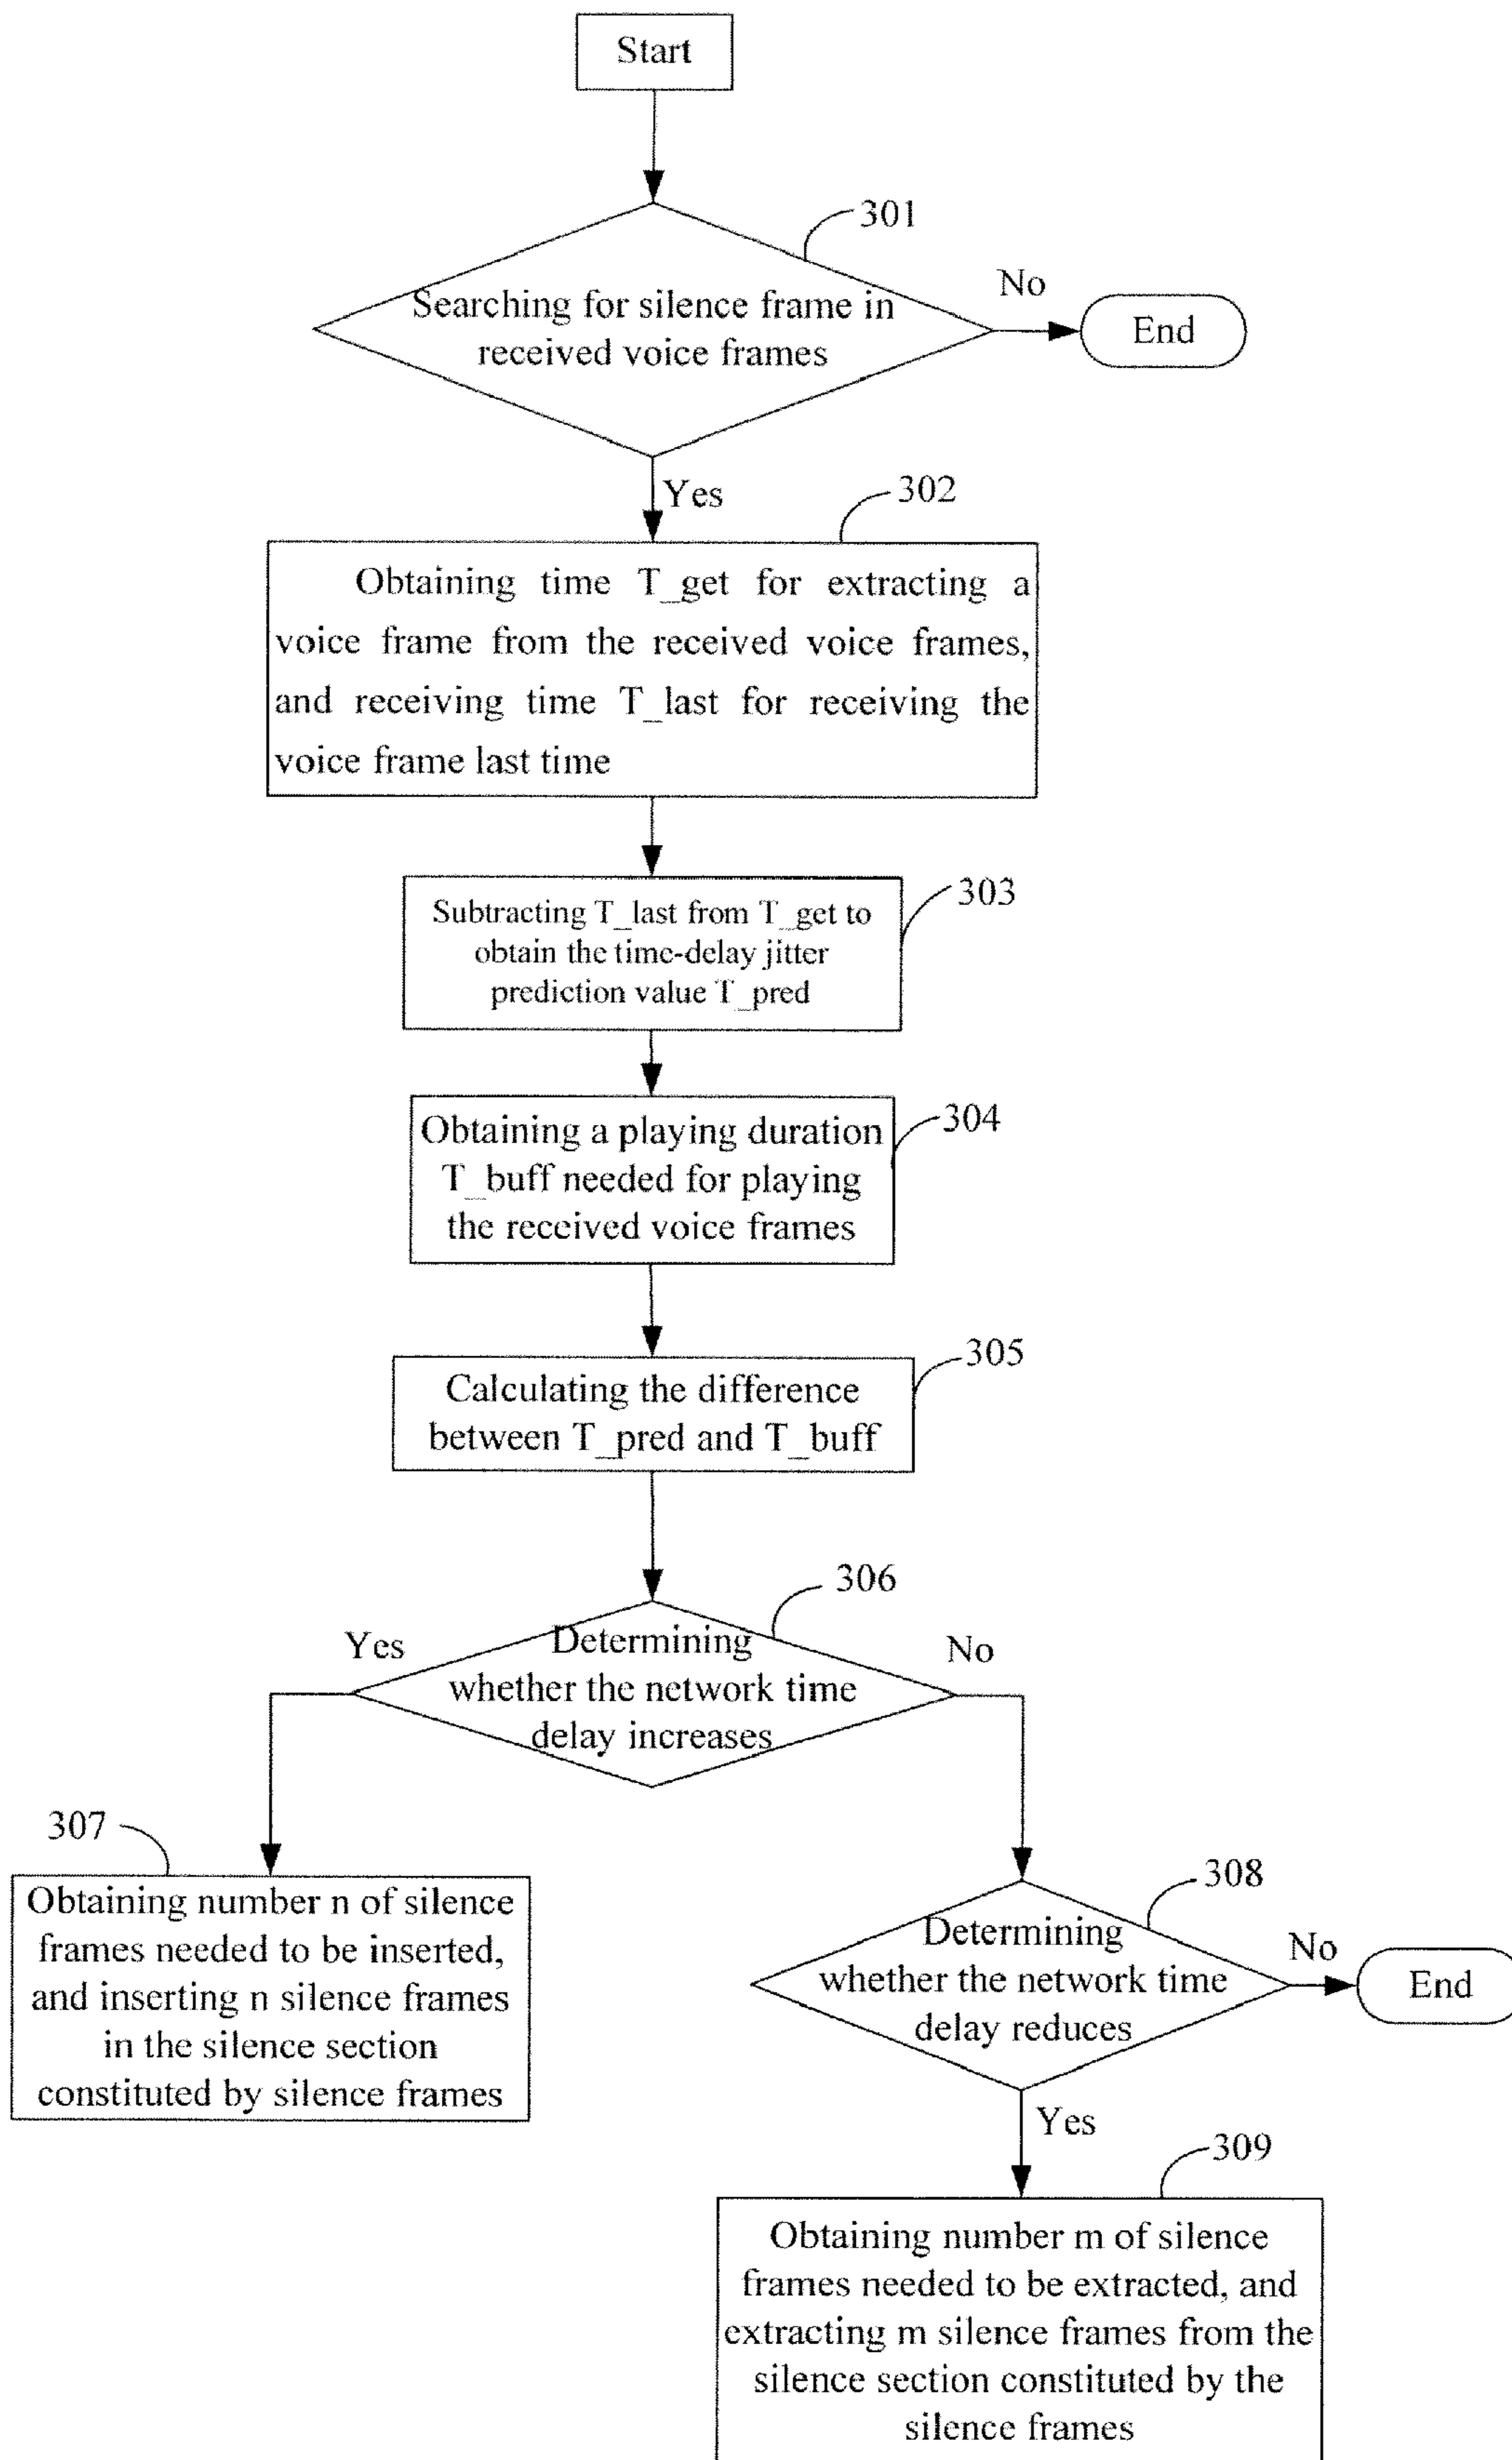 Start
301
Searching for silence frame in
received voice frames
No
End
Yes
302
Obtaining time T_get for extracting a
voice frame from the received voice frames,
and receiving time T_last for receiving the
voice frame last time
303
Subtracting T_last from T_get to
obtain the time-delay jitter
prediction value T_pred
304
Obtaining a playing duration
T_buff needed for playing
the received voice frames
305
Calculating the difference
between T_pred and T_buff
306
Yes
Determining
whether the network time
delay increases
No
307
Obtaining number n of silence
frames needed to be inserted,
and inserting n silence frames
in the silence section
constituted by silence frames
308
Determining
whether the network time
delay reduces
No
End
Yes
309
Obtaining number m of silence
frames needed to be extracted, and
extracting m silence frames from the
silence section constituted by the
silence frames